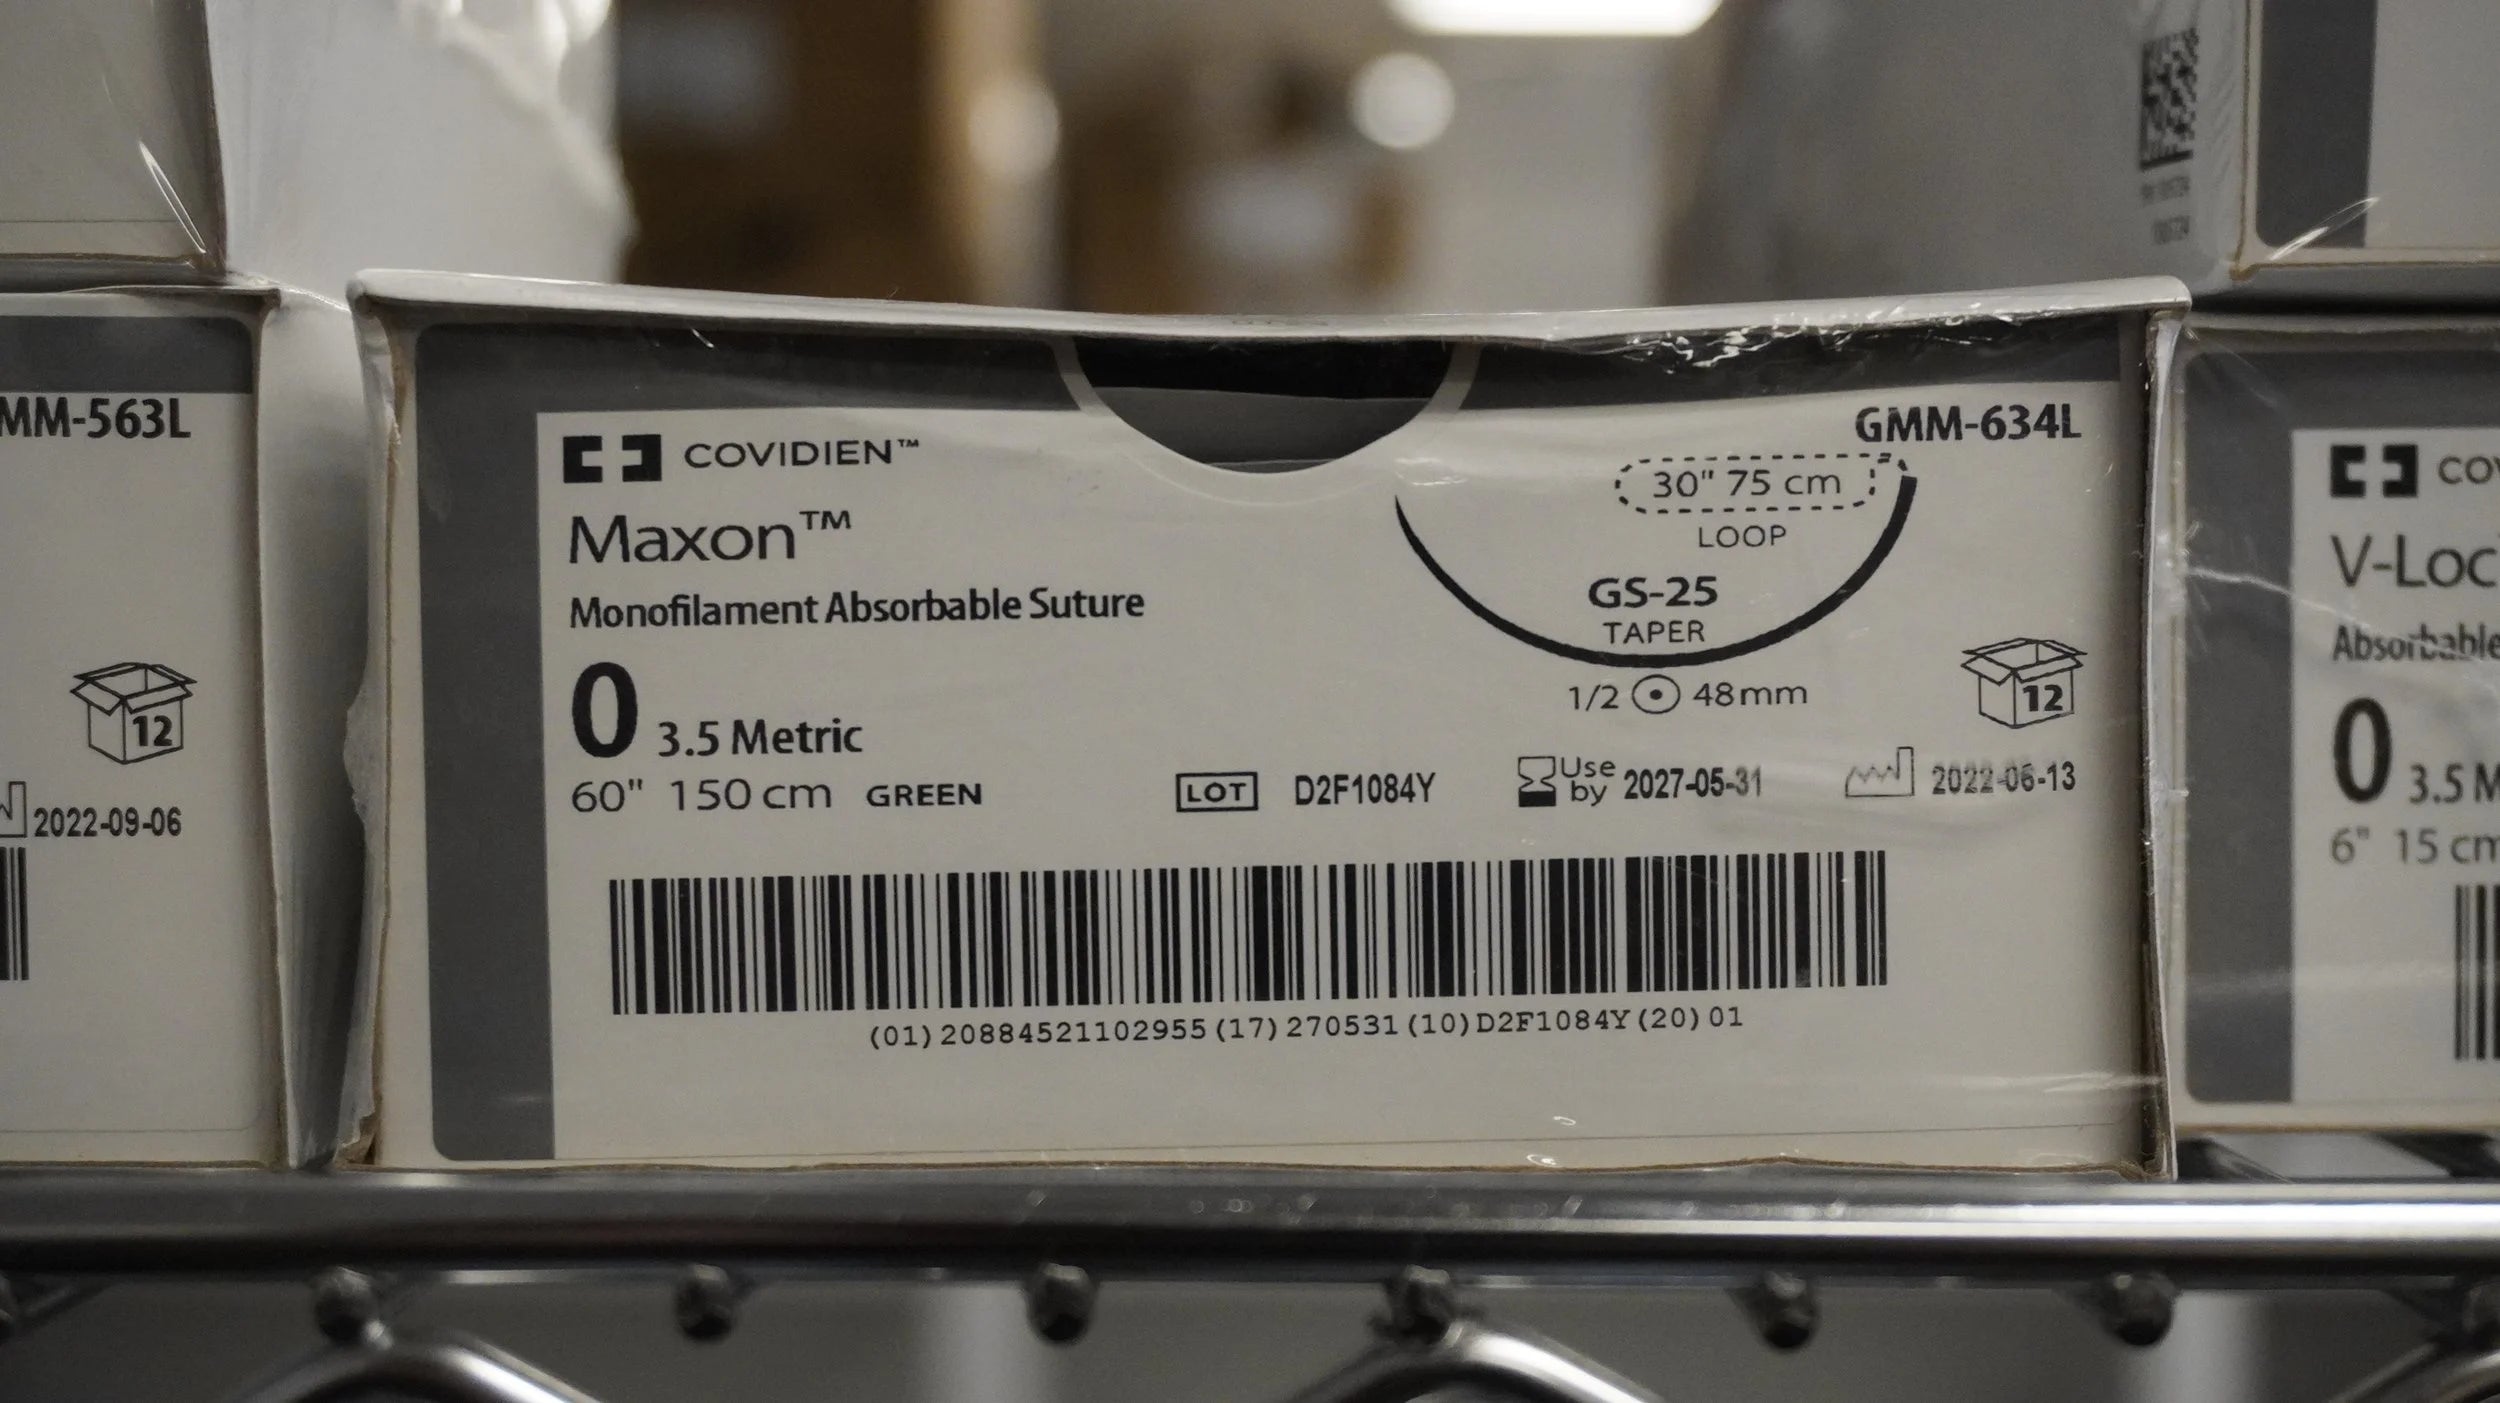 MM-563L
12
2022-09-06
COVIDIEN™
Maxon™
Monofilament Absorbable Suture
0 3.5 Metric
60" 150 cm GREEN
GMM-634L
30" 75 cm
LOOP
GS-25
TAPER
1/2 48mm
12
LOT D2F1084Y
Use by 2027-05-31
2022-06-13
(01)20884521102955(17)270531(10)D2F1084Y(20)01
COV
V-Loc
Absorbable
0 3.5 M
6" 15 cm